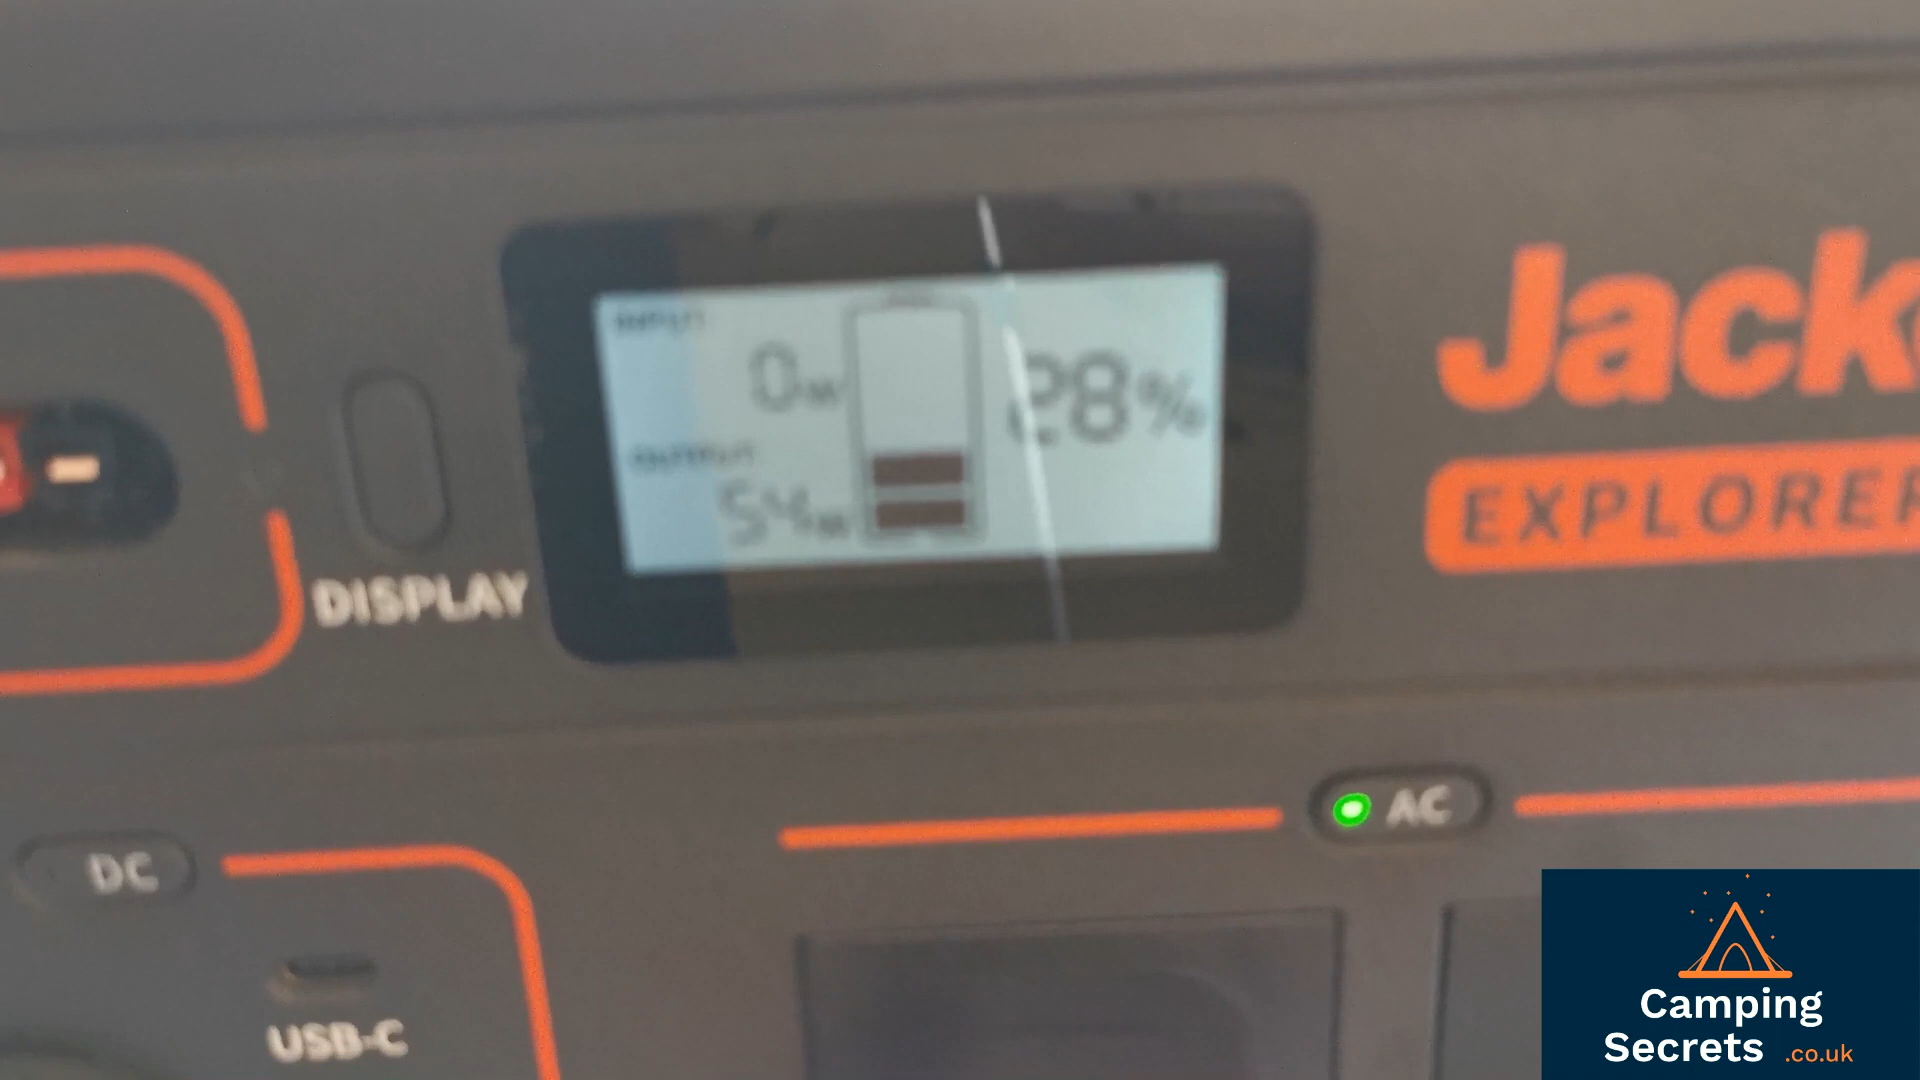 INPUT
0W
28%
OUTPUT
54W
DISPLAY
Jack
EXPLORER
AC
DC
USB-C
Camping
Secrets .co.uk